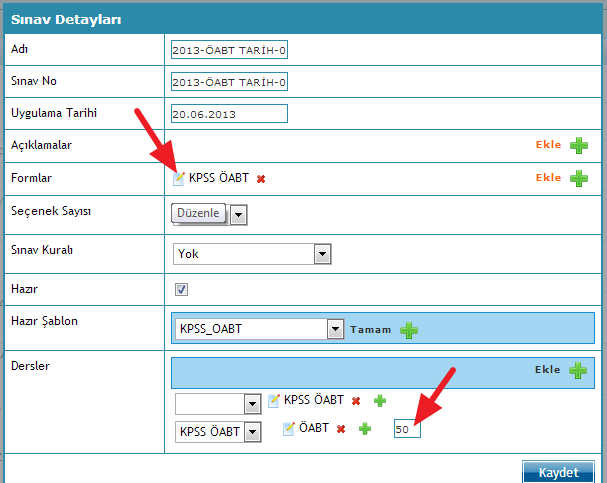 Sınav Detayları
Adı 2013-ÖABT TARİH-0
Sınav No 2013-ÖABT TARİH-0
Uygulama Tarihi 20.06.2013
Açıklamalar Ekle
Formlar KPSS ÖABT Ekle
Seçenek Sayısı Düzenle
Sınav Kuralı Yok
Hazır
Hazır Şablon KPSS_OABT Tamam
Dersler Ekle
KPSS ÖABT
KPSS ÖABT ÖABT 50
Kaydet